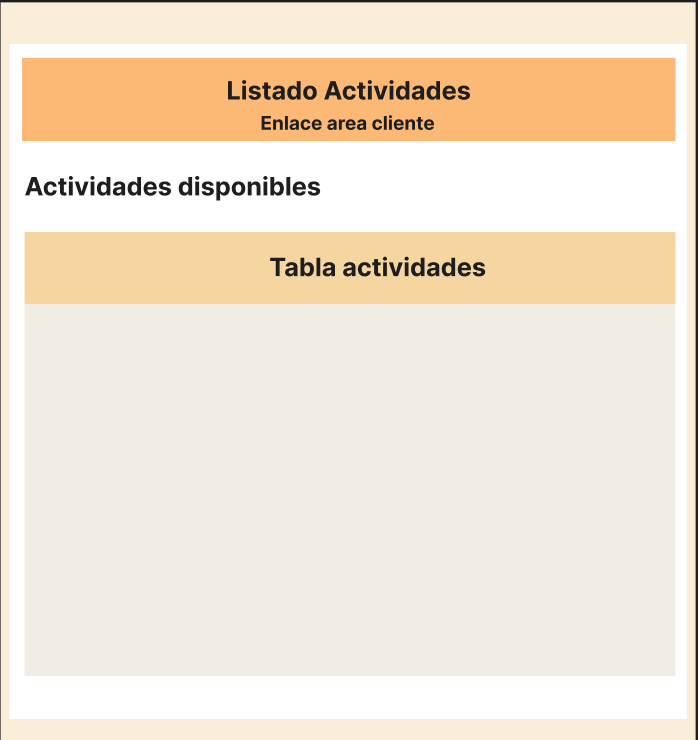 Listado Actividades
Enlace area cliente
Actividades disponibles
Tabla actividades